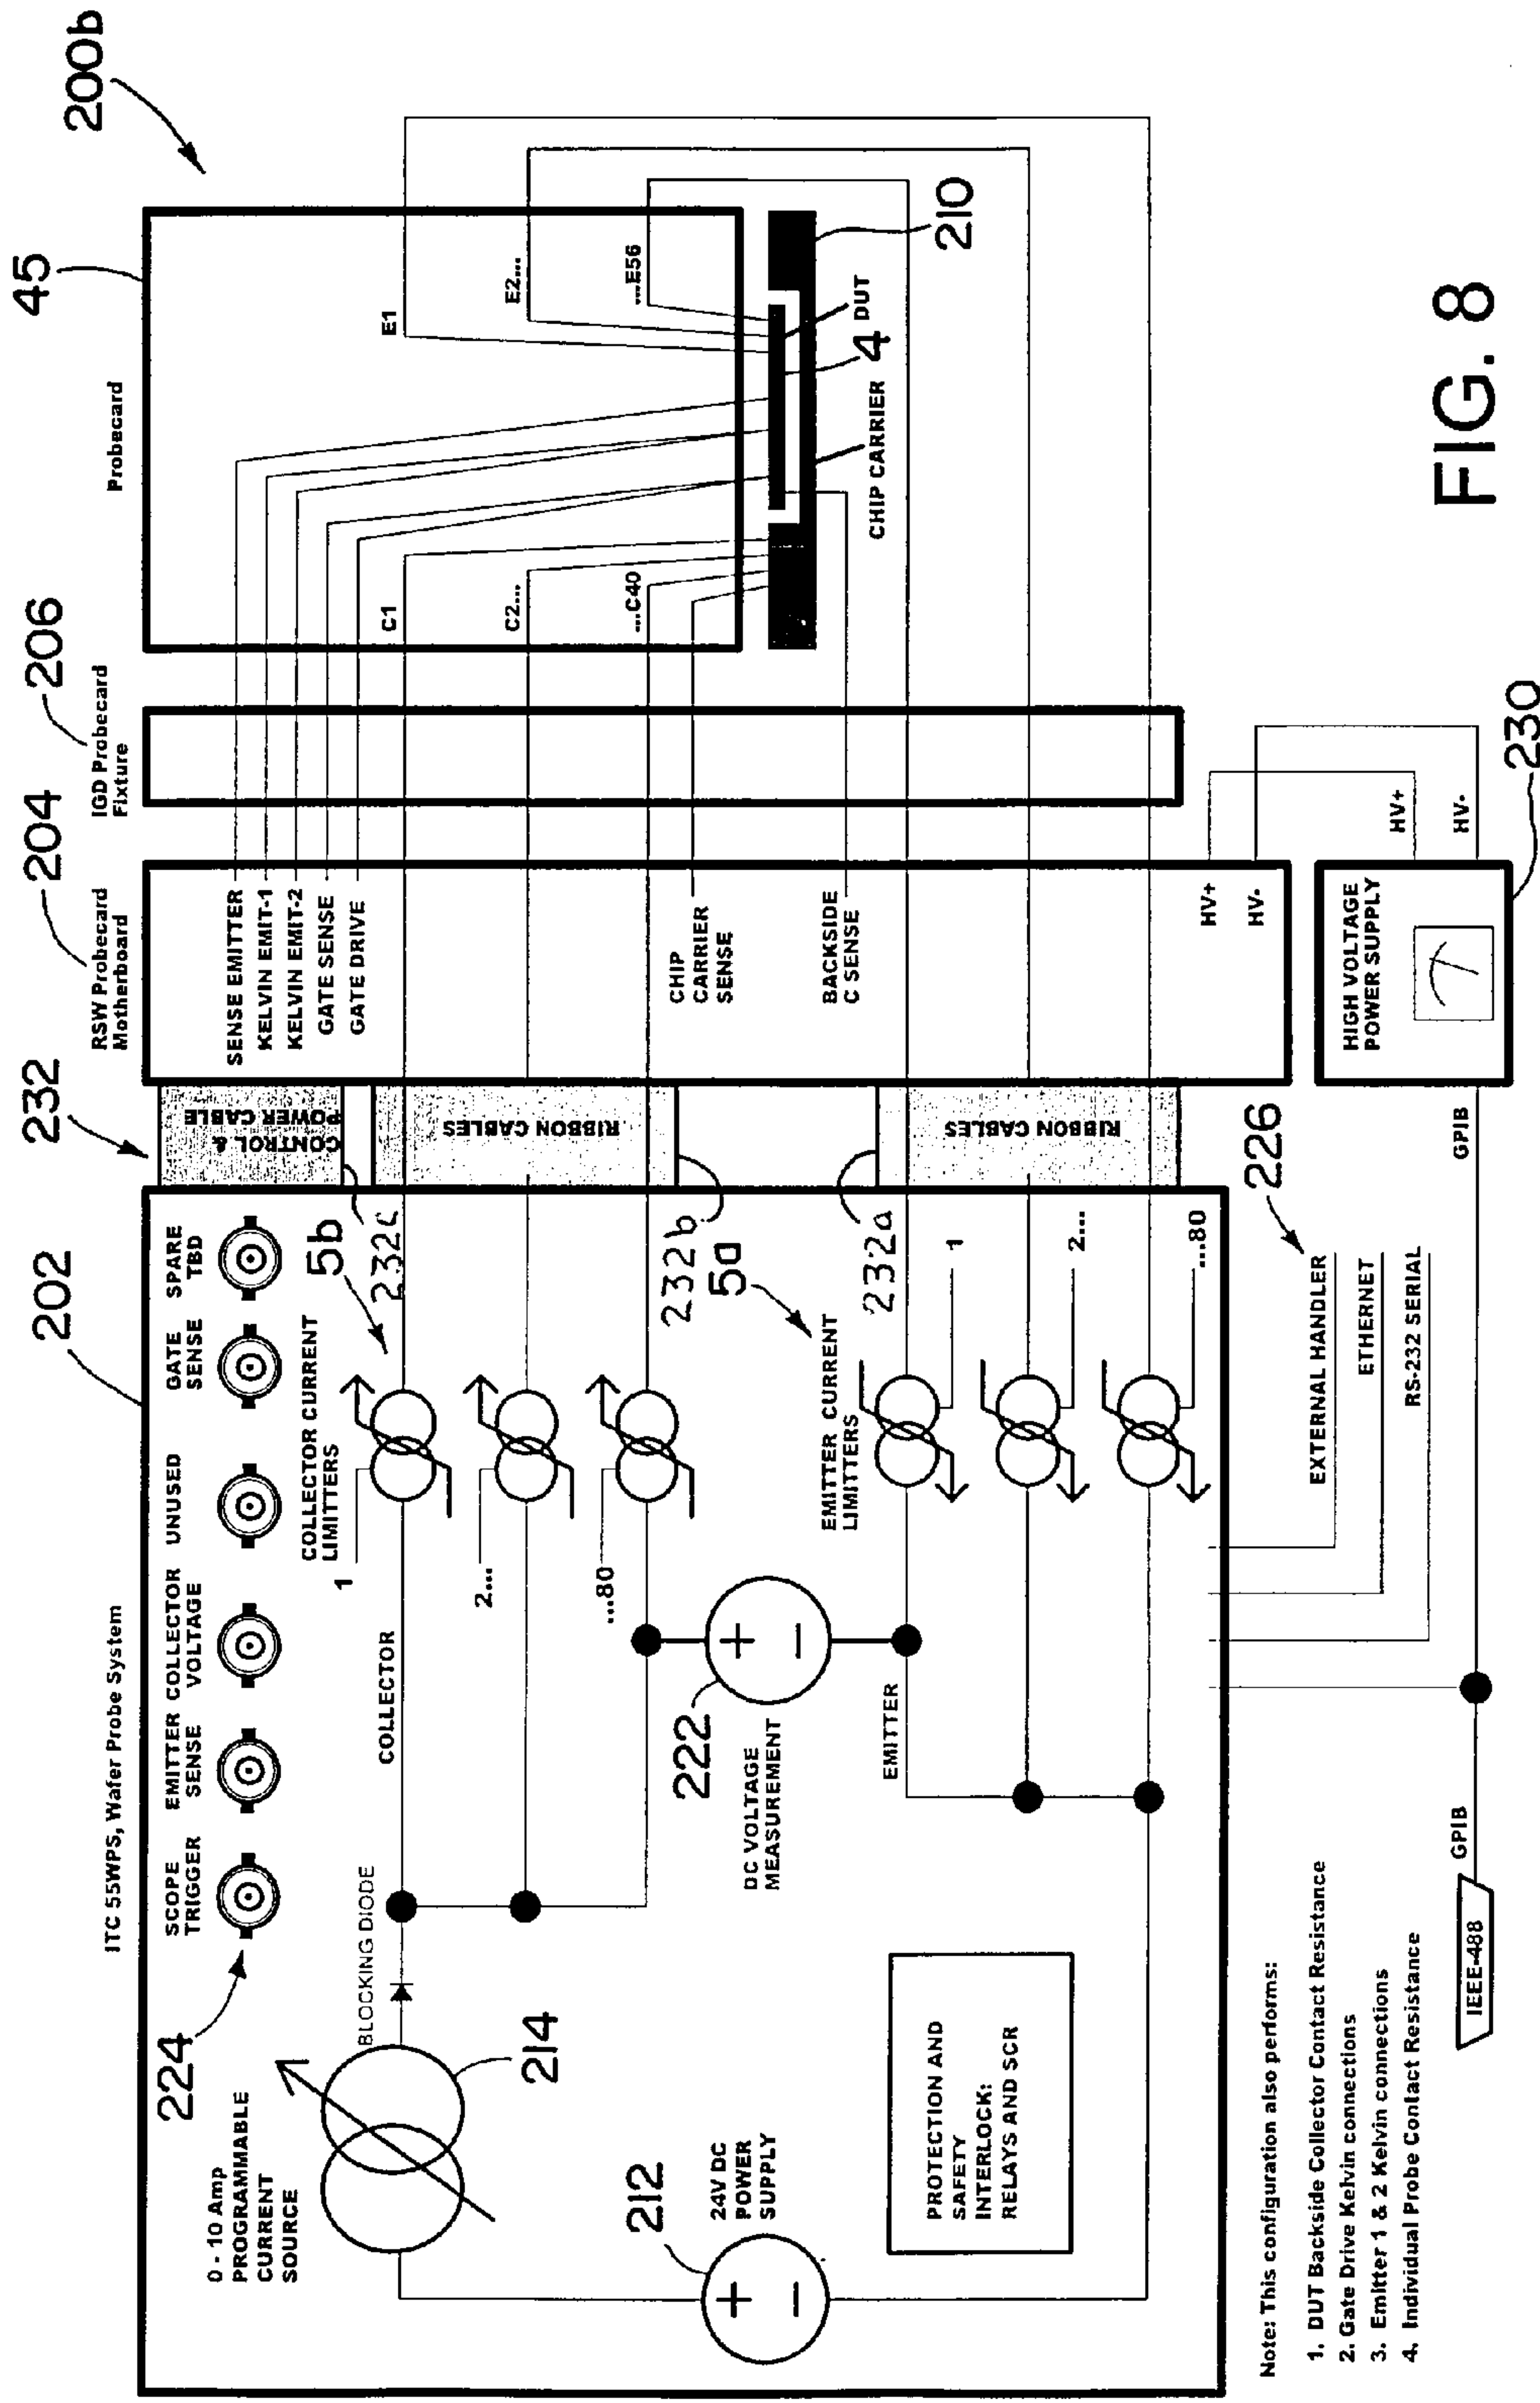 200b
45
Probecard
206
IGD Probecard
Fixture
204
RSW Probecard
Motherboard
232
202
ITC 55WPS, Wafer Probe System
224
SCOPE
TRIGGER
EMITTER
SENSE
COLLECTOR
VOLTAGE
UNUSED
GATE
SENSE
SPARE
TBD
CONTROL &
POWER CABLE
RIBBON CABLES
RIBBON CABLES
232c
232b
232a
5b
5a
0 - 10 Amp
PROGRAMMABLE
CURRENT
SOURCE
214
BLOCKING DIODE
COLLECTOR
COLLECTOR CURRENT
LIMITTERS
1
2...
...80
212
24V DC
POWER
SUPPLY
+
−
222
DC VOLTAGE
MEASUREMENT
+
−
EMITTER
EMITTER CURRENT
LIMITTERS
1
2...
...80
PROTECTION AND
SAFETY
INTERLOCK:
RELAYS AND SCR
SENSE EMITTER
KELVIN EMIT-1
KELVIN EMIT-2
GATE SENSE
GATE DRIVE
CHIP
CARRIER
SENSE
BACKSIDE
C SENSE
HV+
HV-
C1
C2...
...C40
E1
E2...
...E56
CHIP CARRIER
4
DUT
210
HIGH VOLTAGE
POWER SUPPLY
HV+
HV-
230
226
EXTERNAL HANDLER
ETHERNET
RS-232 SERIAL
GPIB
GPIB
IEEE-488
Note: This configuration also performs:
1. DUT Backside Collector Contact Resistance
2. Gate Drive Kelvin connections
3. Emitter 1 & 2 Kelvin connections
4. Individual Probe Contact Resistance
FIG. 8